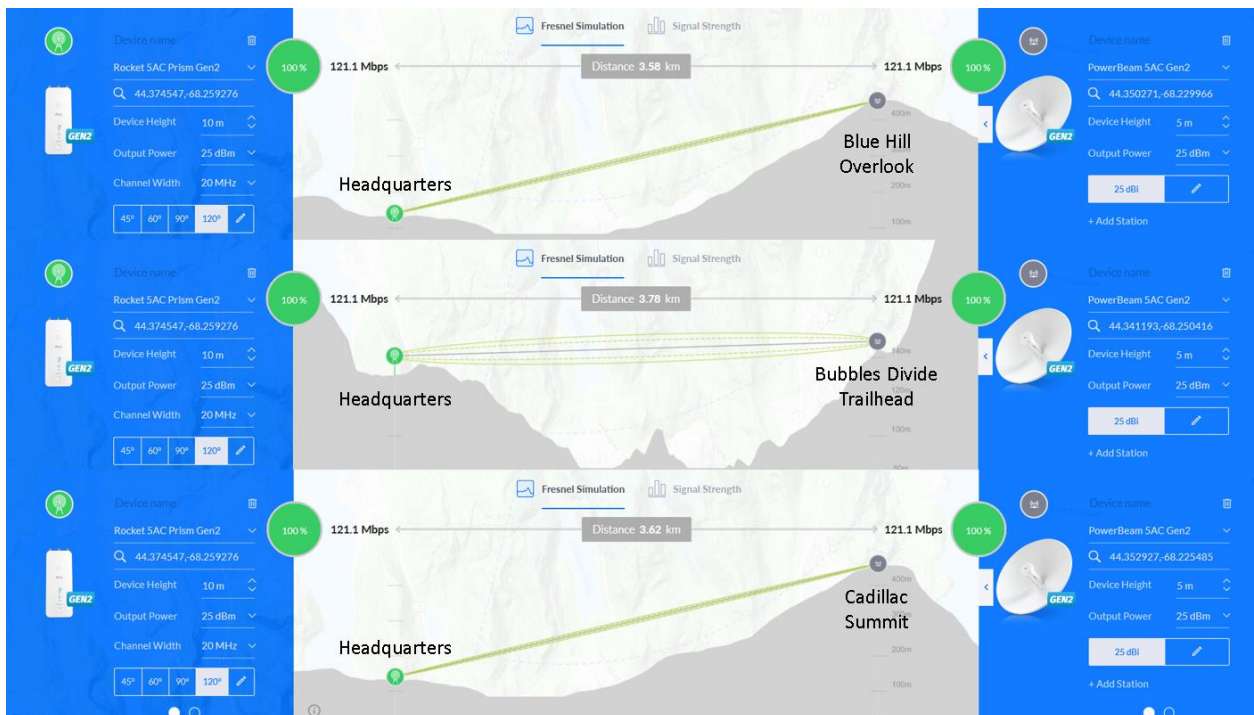 Fresnel Simulation Signal Strength
Device name
Rocket 5AC Prism Gen2
44.374547,-68.259276
Device Height 10 m
Output Power 25 dBm
Channel Width 20 MHz
45° 60° 90° 120°
GEN2
100 % 121.1 Mbps Distance 3.58 km 121.1 Mbps 100 %
Headquarters
Blue Hill
Overlook
400m
200m
100m
Device name
PowerBeam 5AC Gen2
44.350271,-68.229966
Device Height 5 m
Output Power 25 dBm
25 dBi
+ Add Station
GEN2
Fresnel Simulation Signal Strength
Device name
Rocket 5AC Prism Gen2
44.374547,-68.259276
Device Height 10 m
Output Power 25 dBm
Channel Width 20 MHz
45° 60° 90° 120°
GEN2
100 % 121.1 Mbps Distance 3.78 km 121.1 Mbps 100 %
Headquarters
Bubbles Divide
Trailhead
140m
120m
100m
Device name
PowerBeam 5AC Gen2
44.341193,-68.250416
Device Height 5 m
Output Power 25 dBm
25 dBi
+ Add Station
GEN2
Fresnel Simulation Signal Strength
Device name
Rocket 5AC Prism Gen2
44.374547,-68.259276
Device Height 10 m
Output Power 25 dBm
Channel Width 20 MHz
45° 60° 90° 120°
GEN2
100 % 121.1 Mbps Distance 3.62 km 121.1 Mbps 100 %
Headquarters
Cadillac
Summit
400m
200m
100m
Device name
PowerBeam 5AC Gen2
44.352927,-68.225485
Device Height 5 m
Output Power 25 dBm
25 dBi
+ Add Station
GEN2